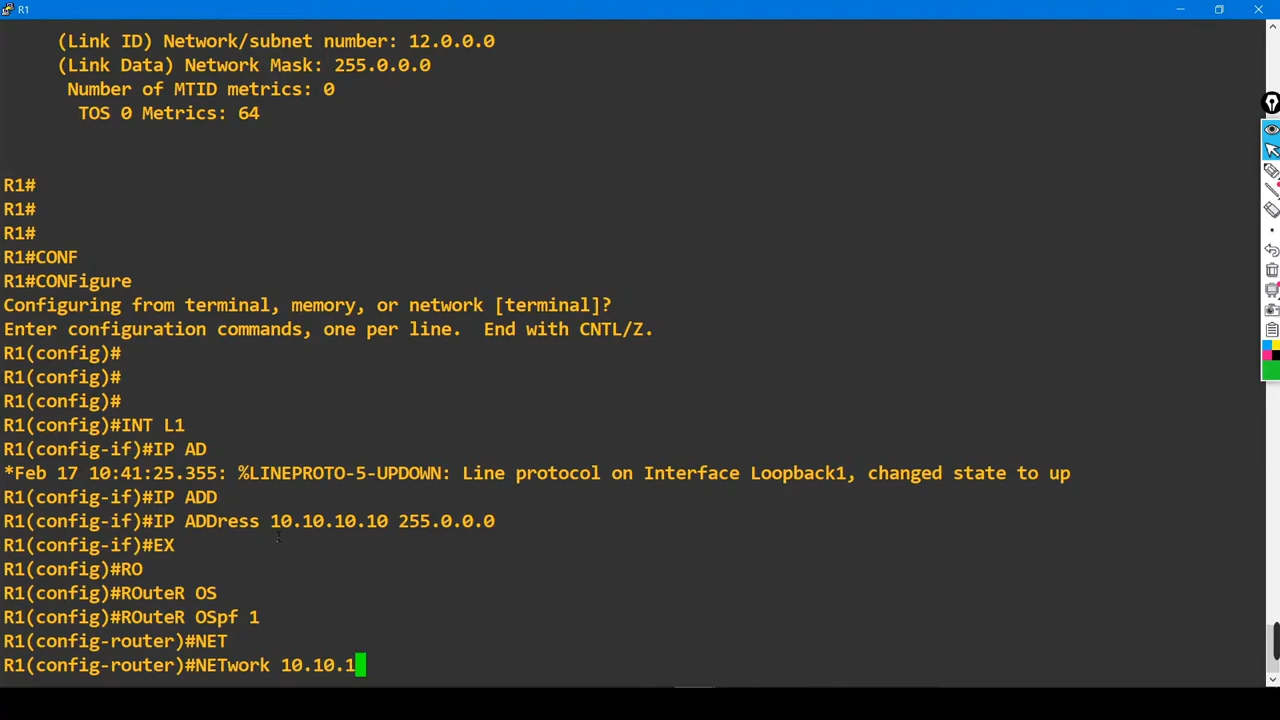 R1
(Link ID) Network/subnet number: 12.0.0.0
(Link Data) Network Mask: 255.0.0.0
Number of MTID metrics: 0
TOS 0 Metrics: 64
R1#
R1#
R1#
R1#CONF
R1#CONFigure
Configuring from terminal, memory, or network [terminal]?
Enter configuration commands, one per line.  End with CNTL/Z.
R1(config)#
R1(config)#
R1(config)#
R1(config)#INT L1
R1(config-if)#IP AD
*Feb 17 10:41:25.355: %LINEPROTO-5-UPDOWN: Line protocol on Interface Loopback1, changed state to up
R1(config-if)#IP ADD
R1(config-if)#IP ADDress 10.10.10.10 255.0.0.0
R1(config-if)#EX
R1(config)#RO
R1(config)#ROuteR OS
R1(config)#ROuteR OSpf 1
R1(config-router)#NET
R1(config-router)#NETwork 10.10.1